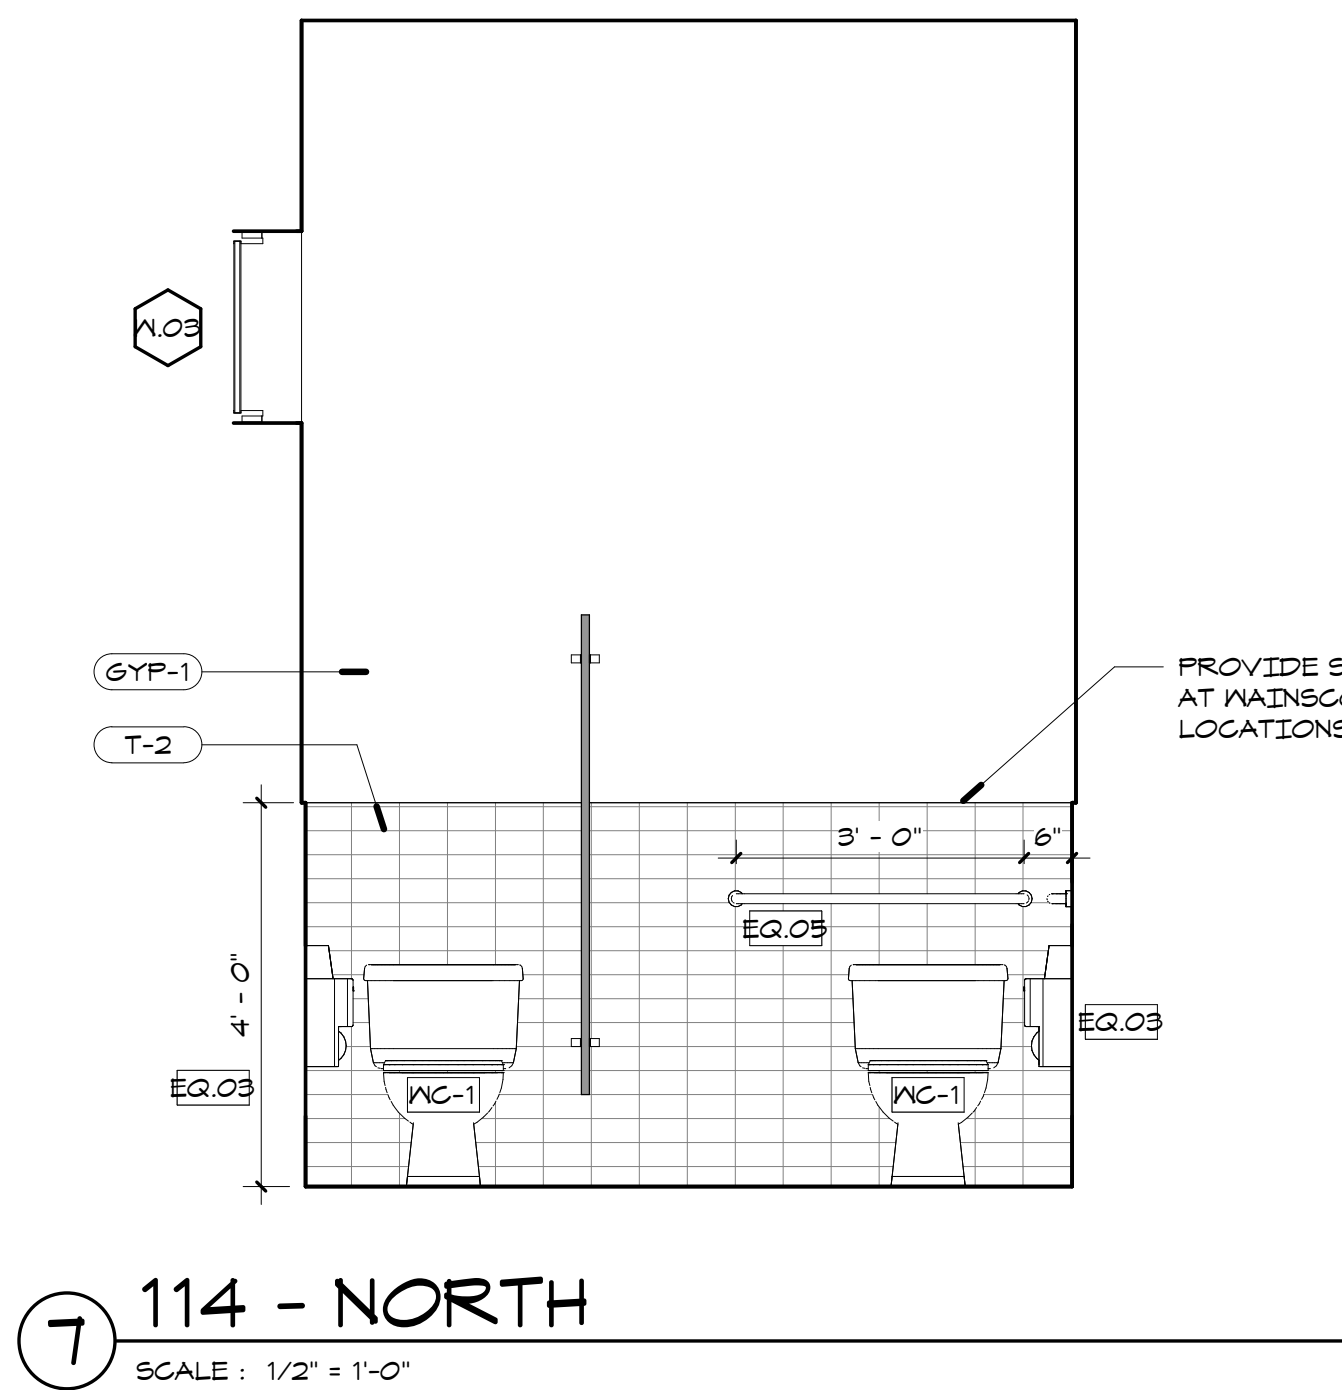 W.03
GYP-1
T-2
PROVIDE
AT
LOCATIONS
3' - 0" 6"
EQ.05
4' - 0"
EQ.03
EQ.03
WC-1 WC-1
7
114 - NORTH
SCALE : 1/2" = 1'-0"